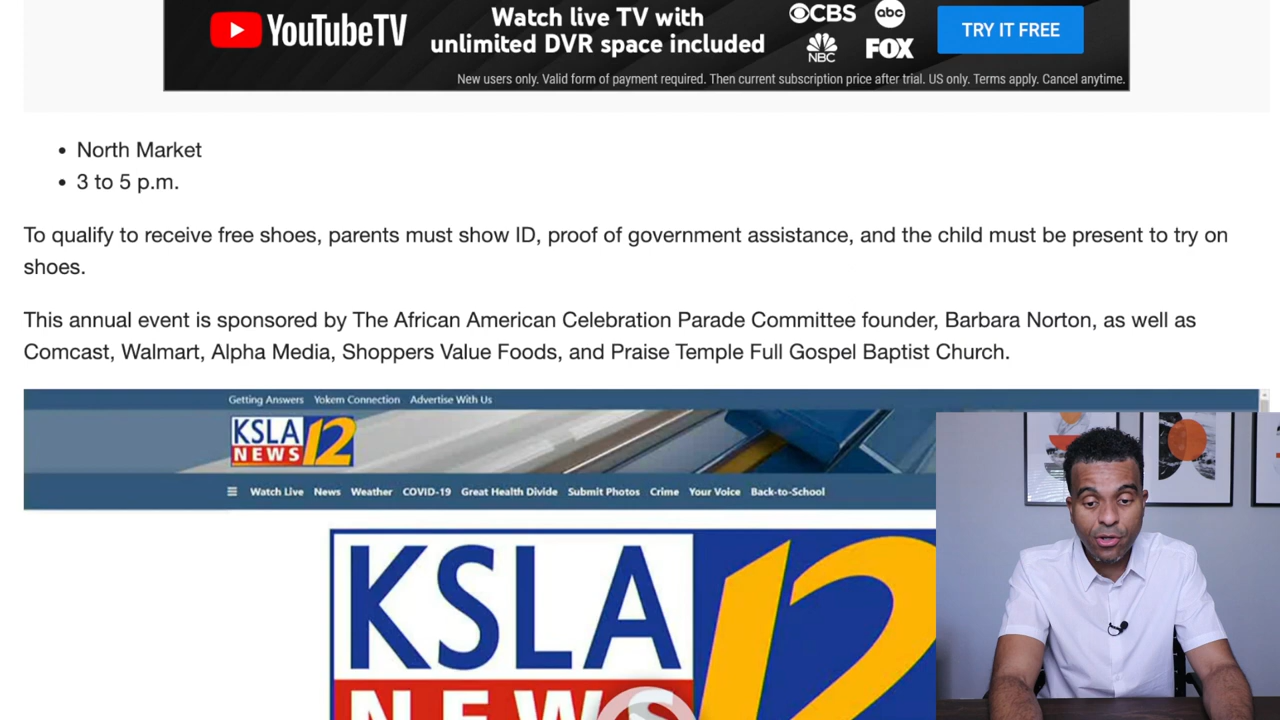 YouTubeTV
Watch live TV with
unlimited DVR space included
CBS
abc
NBC
FOX
TRY IT FREE
New users only. Valid form of payment required. Then current subscription price after trial. US only. Terms apply. Cancel anytime.
• North Market
• 3 to 5 p.m.
To qualify to receive free shoes, parents must show ID, proof of government assistance, and the child must be present to try on
shoes.
This annual event is sponsored by The African American Celebration Parade Committee founder, Barbara Norton, as well as
Comcast, Walmart, Alpha Media, Shoppers Value Foods, and Praise Temple Full Gospel Baptist Church.
Getting Answers Yokem Connection Advertise With Us
KSLA
NEWS 12
Watch Live News Weather COVID-19 Great Health Divide Submit Photos Crime Your Voice Back-to-School
KSLA 12
NEWS